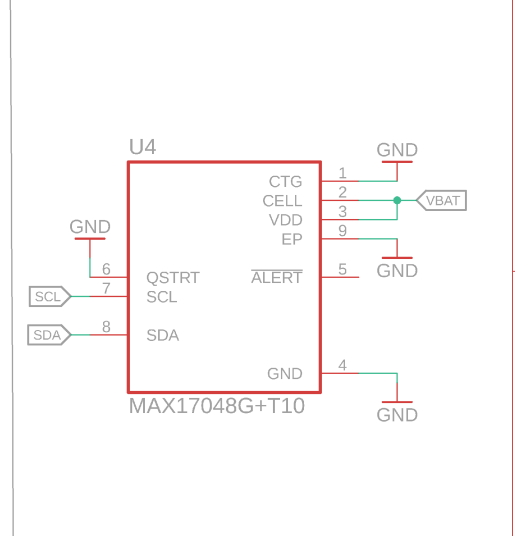 U4
GND
CTG 1
CELL 2
VBAT
VDD 3
GND
EP 9
GND
6 QSTRT
ALERT 5
SCL 7 SCL
SDA 8 SDA
GND 4
MAX17048G+T10
GND